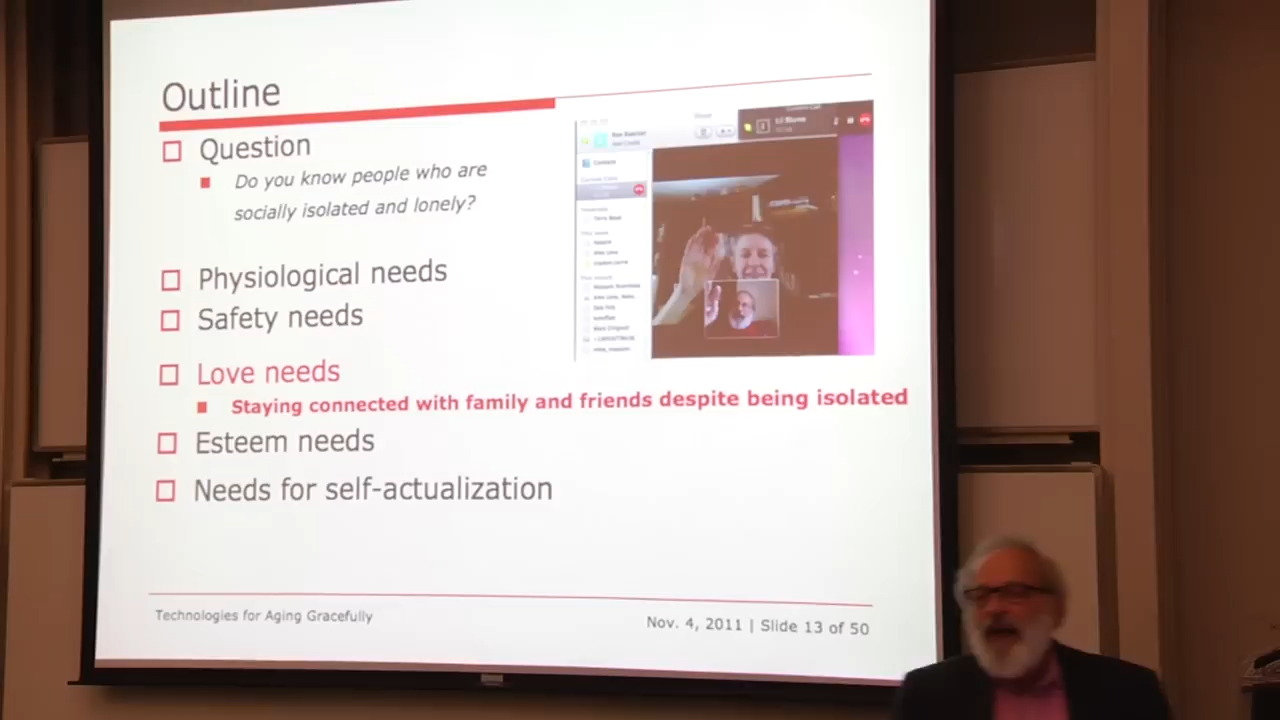 Outline
Question
Do you know people who are
socially isolated and lonely?
Physiological needs
Safety needs
Love needs
Staying connected with family and friends despite being isolated
Esteem needs
Needs for self-actualization
Technologies for Aging Gracefully
Nov. 4, 2011 | Slide 13 of 50